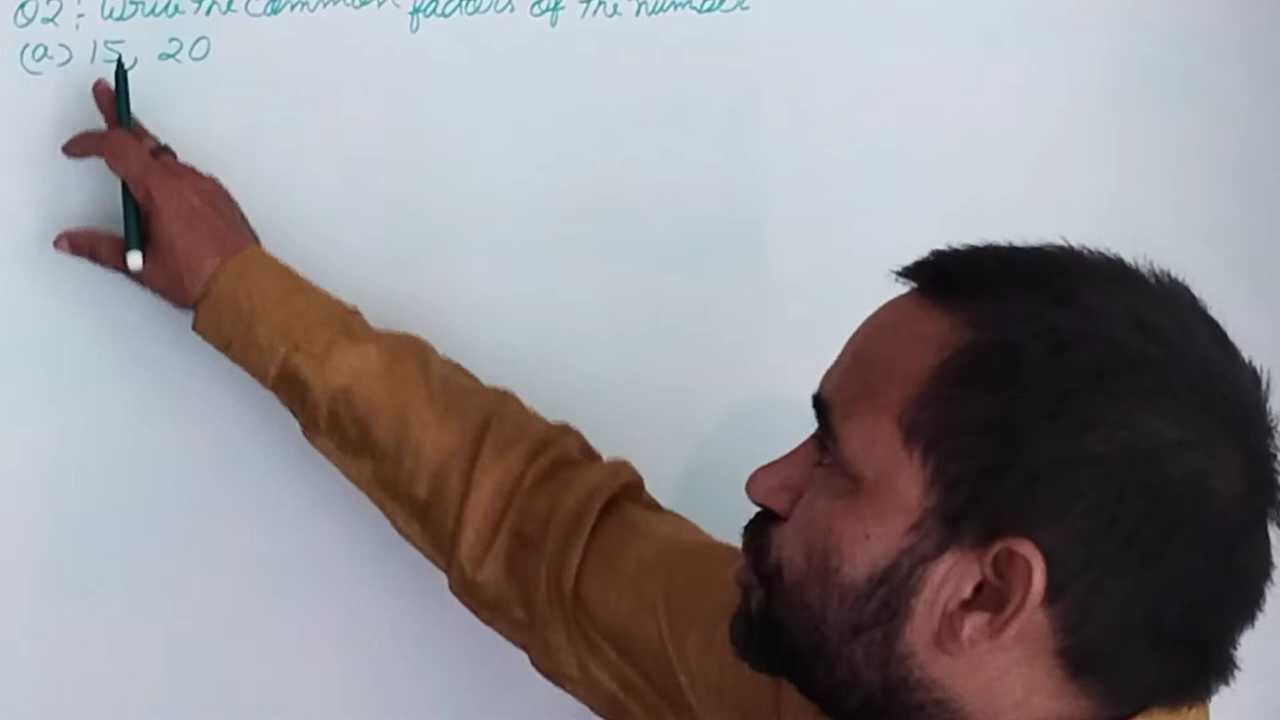 Q2: Write the common factors of the number
(a) 15, 20